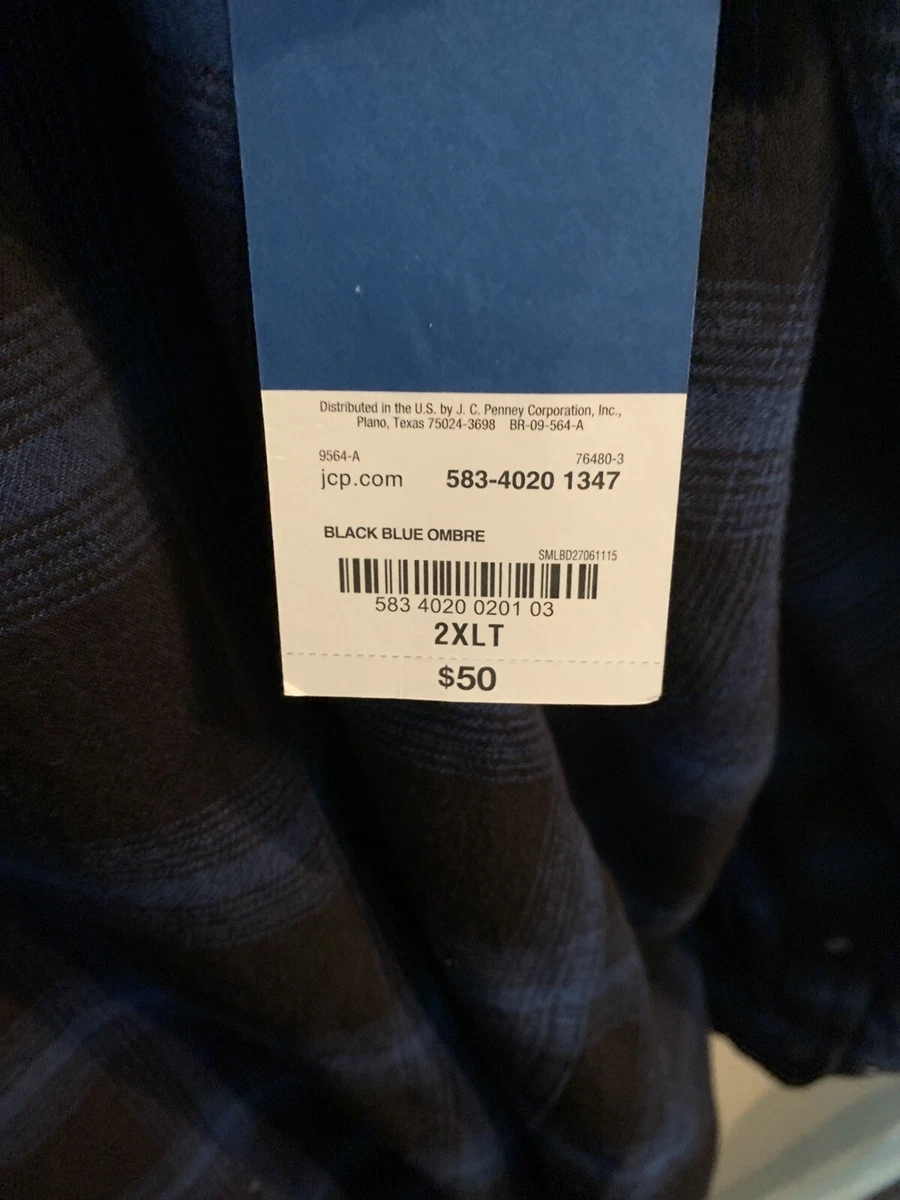 Distributed in the U.S. by J. C. Penney Corporation, Inc.,
Plano, Texas 75024-3698 BR-09-564-A
9564-A 76480-3
jcp.com 583-4020 1347
BLACK BLUE OMBRE
SMLBD27061115
583 4020 0201 03
2XLT
$50